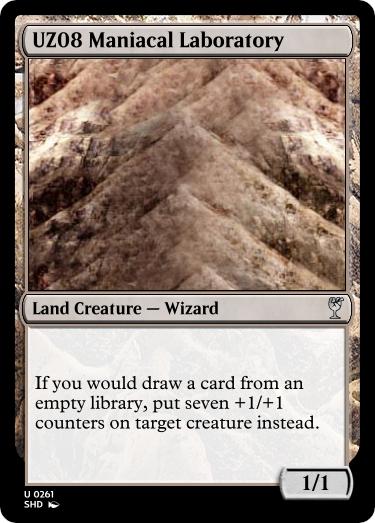 UZ08 Maniacal Laboratory
Land Creature — Wizard
If you would draw a card from an
empty library, put seven +1/+1
counters on target creature instead.
1/1
U 0261
SHD